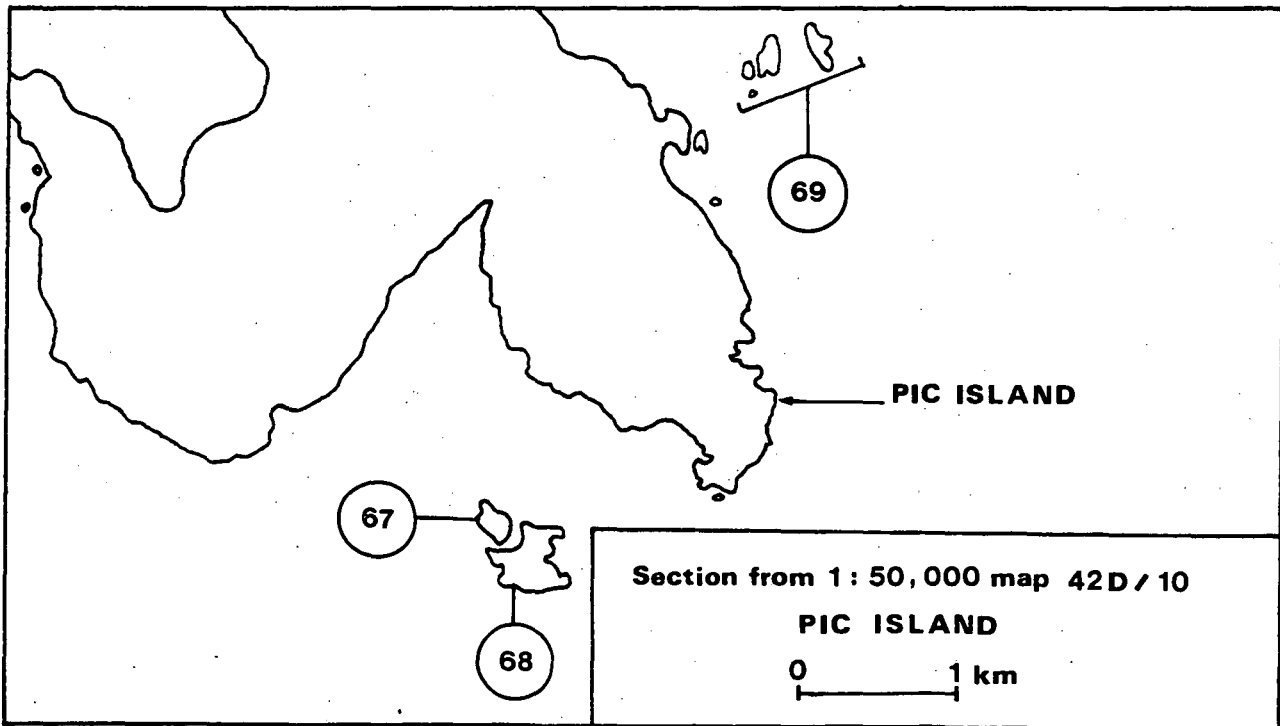 69
PIC ISLAND
67
68
Section from 1:50,000 map 42D/10
PIC ISLAND
0 1 km